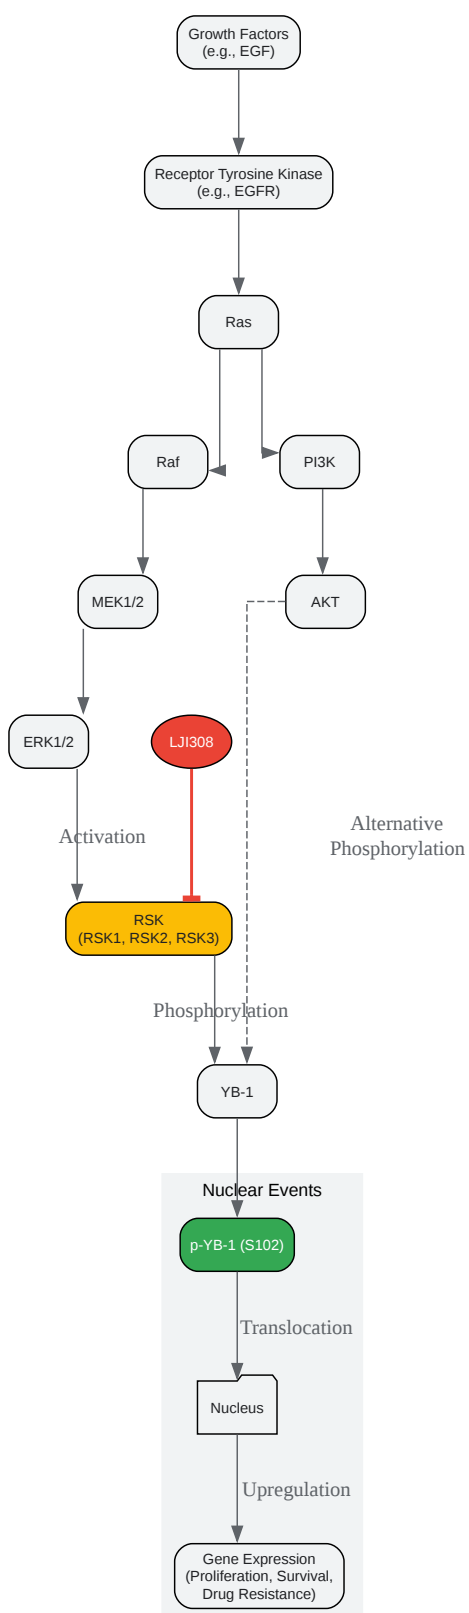 Growth Factors
(e.g., EGF)
Receptor Tyrosine Kinase
(e.g., EGFR)
Ras
Raf
PI3K
MEK1/2
AKT
ERK1/2
LJI308
Activation
Alternative
Phosphorylation
RSK
(RSK1, RSK2, RSK3)
Phosphorylation
YB-1
Nuclear Events
p-YB-1 (S102)
Translocation
Nucleus
Upregulation
Gene Expression
(Proliferation, Survival,
Drug Resistance)